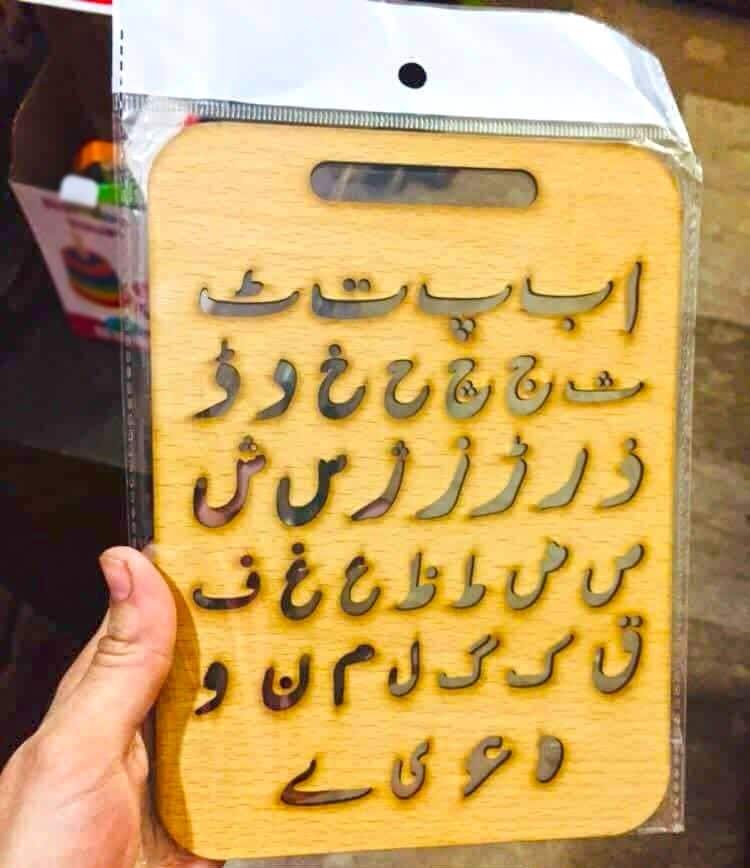 ا ب پ ت ٹ
ث ج چ ح خ د ڈ
ذ ر ڑ ز ژ س ش
ص ض ط ظ ع غ ف
ق ک گ ل م ن و
ہ ء ی ے